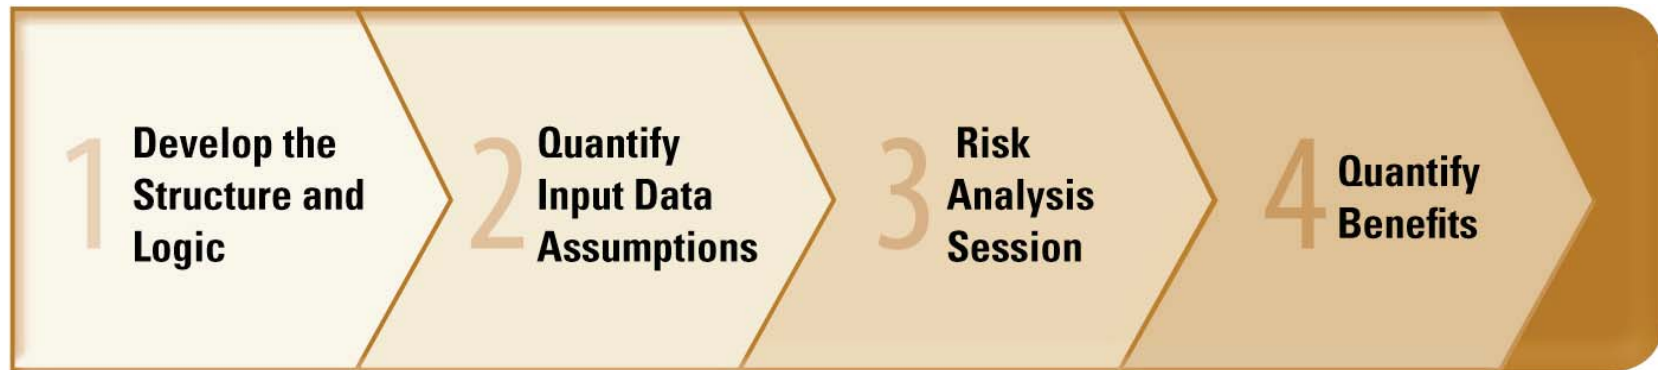 1
Develop the
Structure and
Logic
2
Quantify
Input Data
Assumptions
3
Risk
Analysis
Session
4
Quantify
Benefits